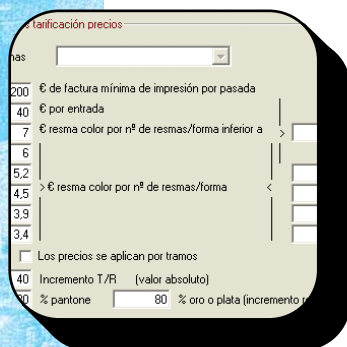 tarificación precios
200 € de factura mínima de impresión por pasada
40 € por entrada
7 € resma color por nº de resmas/forma inferior a >
6
5,2
4,5 > € resma color por nº de resmas/forma <
3,9
3,4
Los precios se aplican por tramos
40 Incremento T/R (valor absoluto)
% pantone 80 % oro o plata (incremento